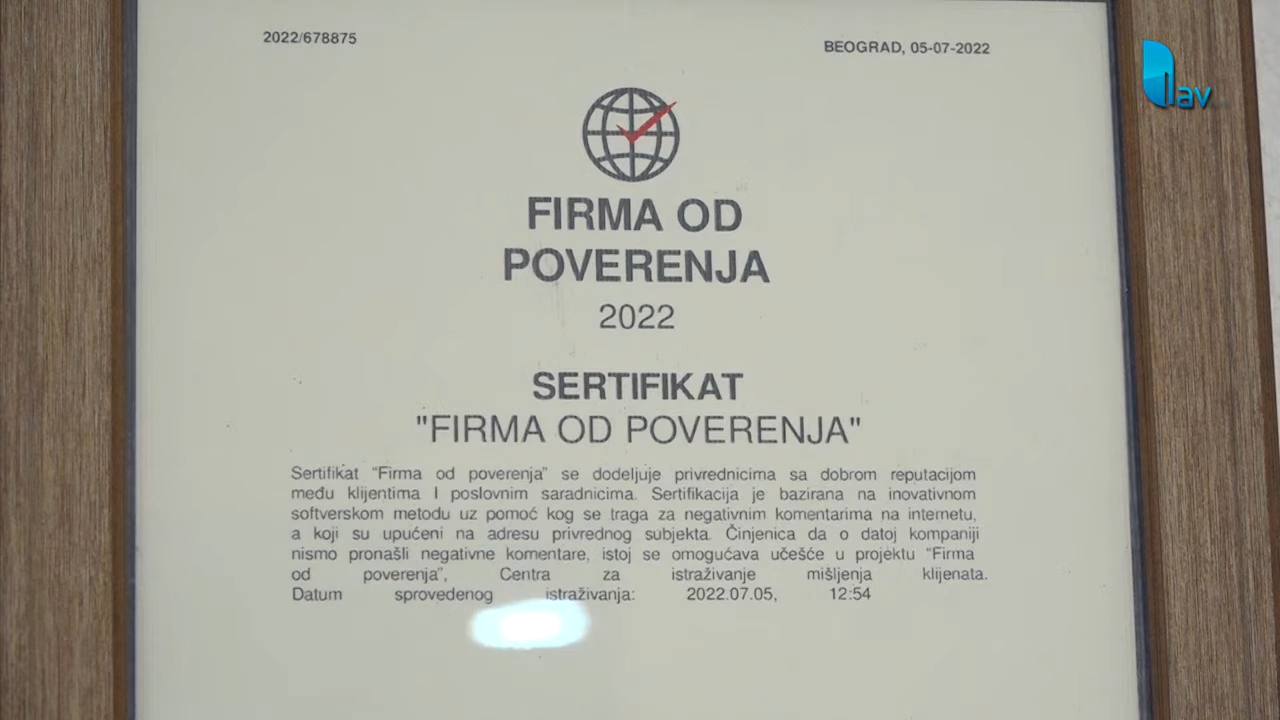 2022/678875
BEOGRAD, 05-07-2022
lav
FIRMA OD
POVERENJA
2022
SERTIFIKAT
"FIRMA OD POVERENJA"
Sertifikat "Firma od poverenja" se dodeljuje privrednicima sa dobrom reputacijom
među klijentima I poslovnim saradnicima. Sertifikacija je bazirana na inovativnom
softverskom metodu uz pomoć kog se traga za negativnim komentarima na internetu,
a koji su upućeni na adresu privrednog subjekta. Činjenica da o datoj kompaniji
nismo pronašli negativne komentare, istoj se omogućava učešće u projektu "Firma
od poverenja", Centra za istraživanje mišljenja klijenata.
Datum sprovedenog istraživanja: 2022.07.05, 12:54